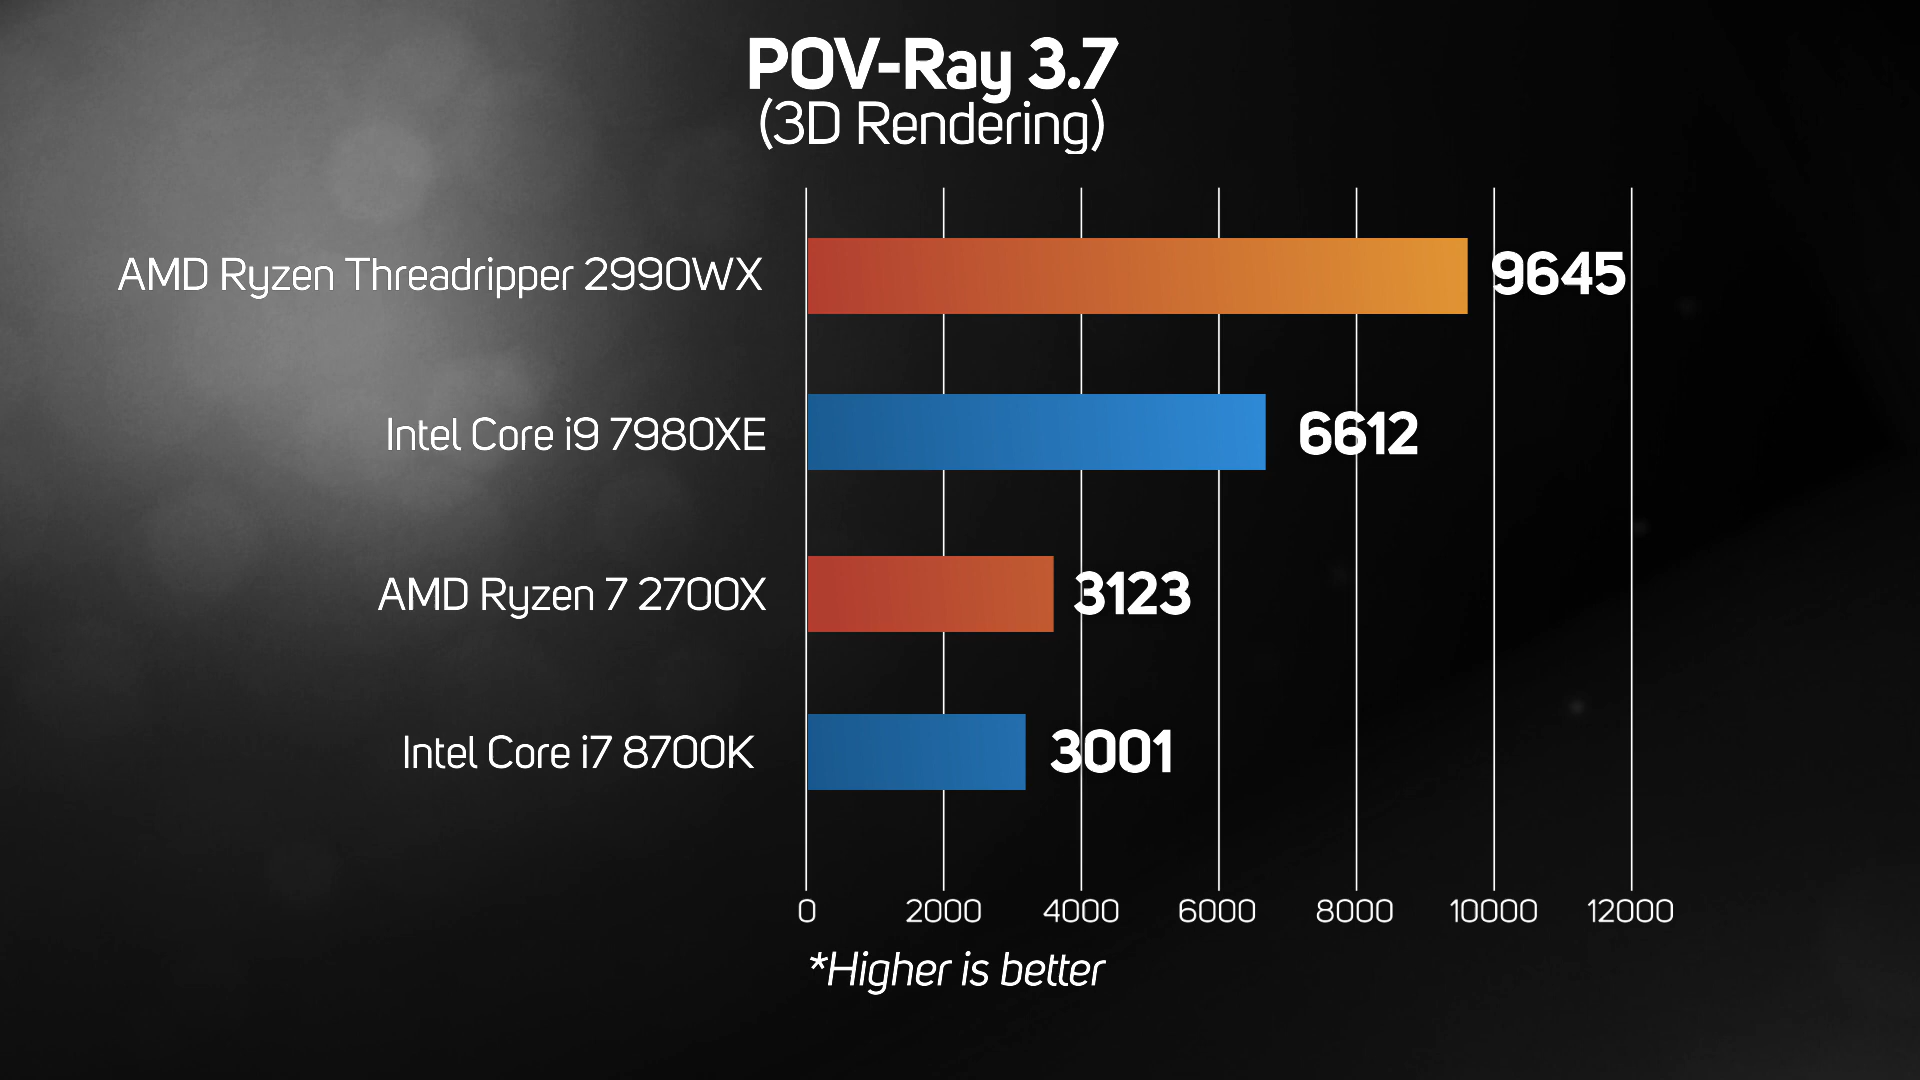 POV-Ray 3.7
(3D Rendering)
AMD Ryzen Threadripper 2990WX 9645
Intel Core i9 7980XE 6612
AMD Ryzen 7 2700X 3123
Intel Core i7 8700K 3001
0 2000 4000 6000 8000 10000 12000
*Higher is better